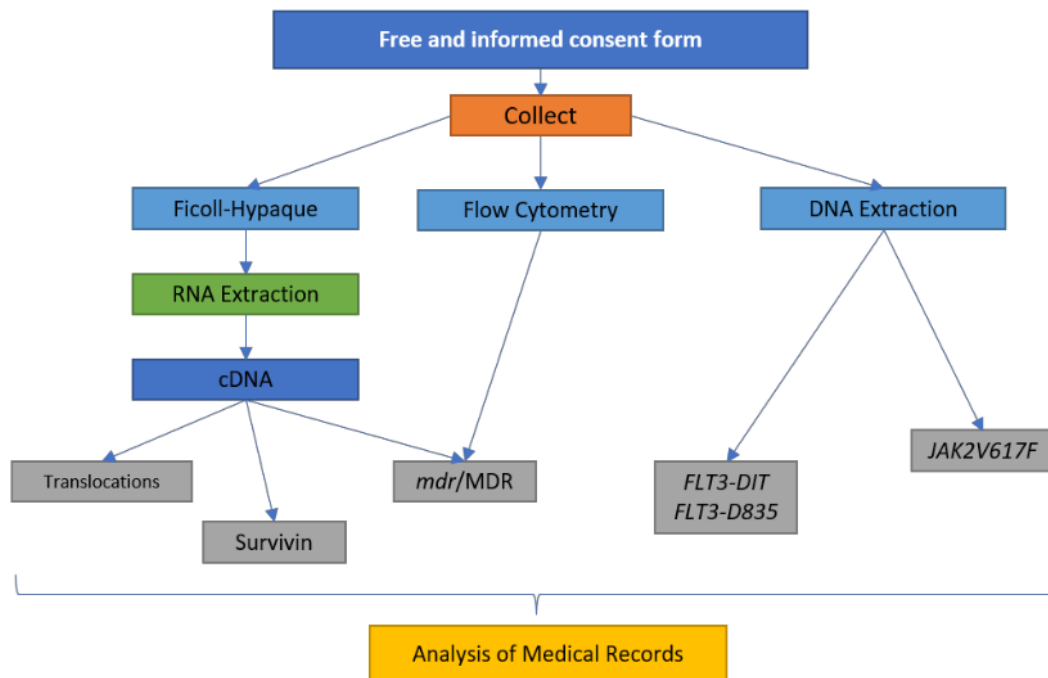 Free and informed consent form
Collect
Ficoll-Hypaque
Flow Cytometry
DNA Extraction
RNA Extraction
cDNA
Translocations
mdr/MDR
FLT3-DIT
FLT3-D835
JAK2V617F
Survivin
Analysis of Medical Records